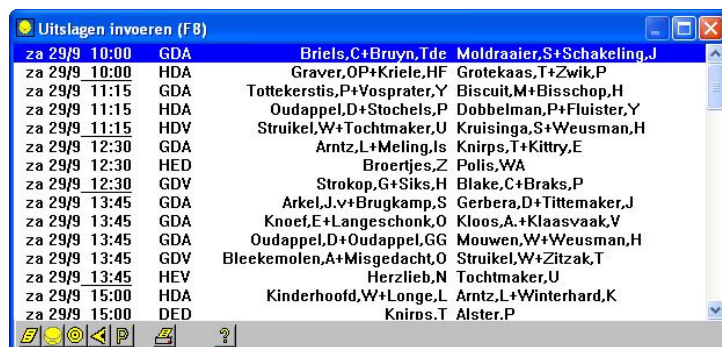 Uitslagen invoeren (F8)
za 29/9 10:00 GDA Briels,C+Bruyn,Tde Moldraaier,S+Schakeling,J
za 29/9 10:00 HDA Graver,OP+Kriele,HF Grotekaas,T+Zwik,P
za 29/9 11:15 GDA Tottekerstis,P+Vosprater,Y Biscuit,M+Bisschop,H
za 29/9 11:15 HDA Oudappel,D+Stochels,P Dobbelman,P+Fluister,Y
za 29/9 11:15 HDV Struikel,W+Tochtmaker,U Kruisinga,S+Weusman,H
za 29/9 12:30 GDA Arntz,L+Meling,Is Knirps,T+Kittry,E
za 29/9 12:30 HED Broertjes,Z Polis,WA
za 29/9 12:30 GDV Strokop,G+Siks,H Blake,C+Braks,P
za 29/9 13:45 GDA Arkel,J.v+Brugkamp,S Gerbera,D+Tittemaker,J
za 29/9 13:45 GDA Knoef,E+Langeschonk,O Kloos,A.+Klaasvaak,V
za 29/9 13:45 GDA Oudappel,D+Oudappel,GG Mouwen,W+Weusman,H
za 29/9 13:45 GDV Bleekemolen,A+Misgedacht,O Struikel,W+Zitzak,T
za 29/9 13:45 HEV Herzlieb,N Tochtmaker,U
za 29/9 15:00 HDA Kinderhoofd,W+Longe,L Arntz,L+Winterhard,K
za 29/9 15:00 DED Knirps,T Alster,P
P ?